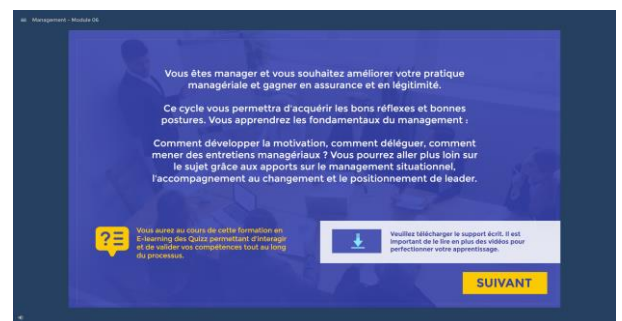 Management - Module 06
Vous êtes manager et vous souhaitez améliorer votre pratique
managériale et gagner en assurance et en légitimité.
Ce cycle vous permettra d'acquérir les bons réflexes et bonnes
postures. Vous apprendrez les fondamentaux du management :
Comment développer la motivation, comment déléguer, comment
mener des entretiens managériaux ? Vous pourrez aller plus loin sur
le sujet grâce aux apports sur le management situationnel,
l'accompagnement au changement et le positionnement de leader.
Vous aurez au cours de cette formation en
E-learning des Quizz permettant d'interagir
et de valider vos compétences tout au long
du processus.
Veuillez télécharger le support écrit. Il est
important de le lire en plus des vidéos pour
perfectionner votre apprentissage.
SUIVANT